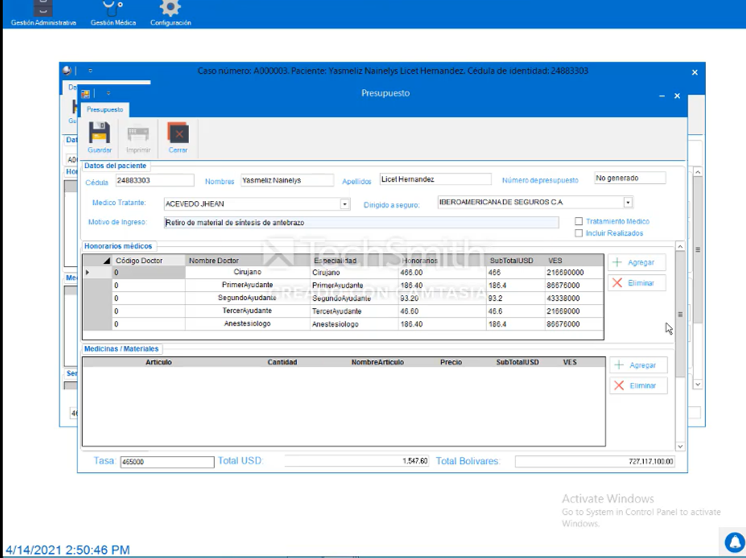 Gestión Administrativa Gestión Médica Configuración
Caso número: A000003. Paciente: Yasmeliz Nainelys Licet Hernandez. Cédula de identidad: 24883303
Presupuesto
Presupuesto
Guardar Imprimir Cerrar
Datos del paciente
Cédula 24883303 Nombres Yasmeliz Nainelys Apellidos Licet Hernandez Número de presupuesto No generado
Medico Tratante: ACEVEDO JHEAN Dirigido a seguro: IBEROAMERICANA DE SEGUROS C.A
Motivo de Ingreso: Retiro de material de síntesis de antebrazo Tratamiento Médico
Incluir Realizados
Honorarios médicos
Código Doctor Nombre Doctor Especialidad Honorarios SubTotalUSD VES
0 Cirujano Cirujano 466.00 466 216690000
0 PrimerAyudante PrimerAyudante 186.40 186.4 86676000
0 SegundoAyudante SegundoAyudante 93.20 93.2 43338000
0 TercerAyudante TercerAyudante 46.60 46.6 21669000
0 Anestesiologo Anestesiologo 186.40 186.4 86676000
Agregar
Eliminar
TechSmith
Medicinas / Materiales
Articulo Cantidad NombreArticulo Precio SubTotalUSD VES
Agregar
Eliminar
Tasa: 465000 Total USD: 1,547.60 Total Bolivares: 727,117,100.00
Activate Windows
Go to System in Control Panel to activate
Windows.
4/14/2021 2:50:46 PM